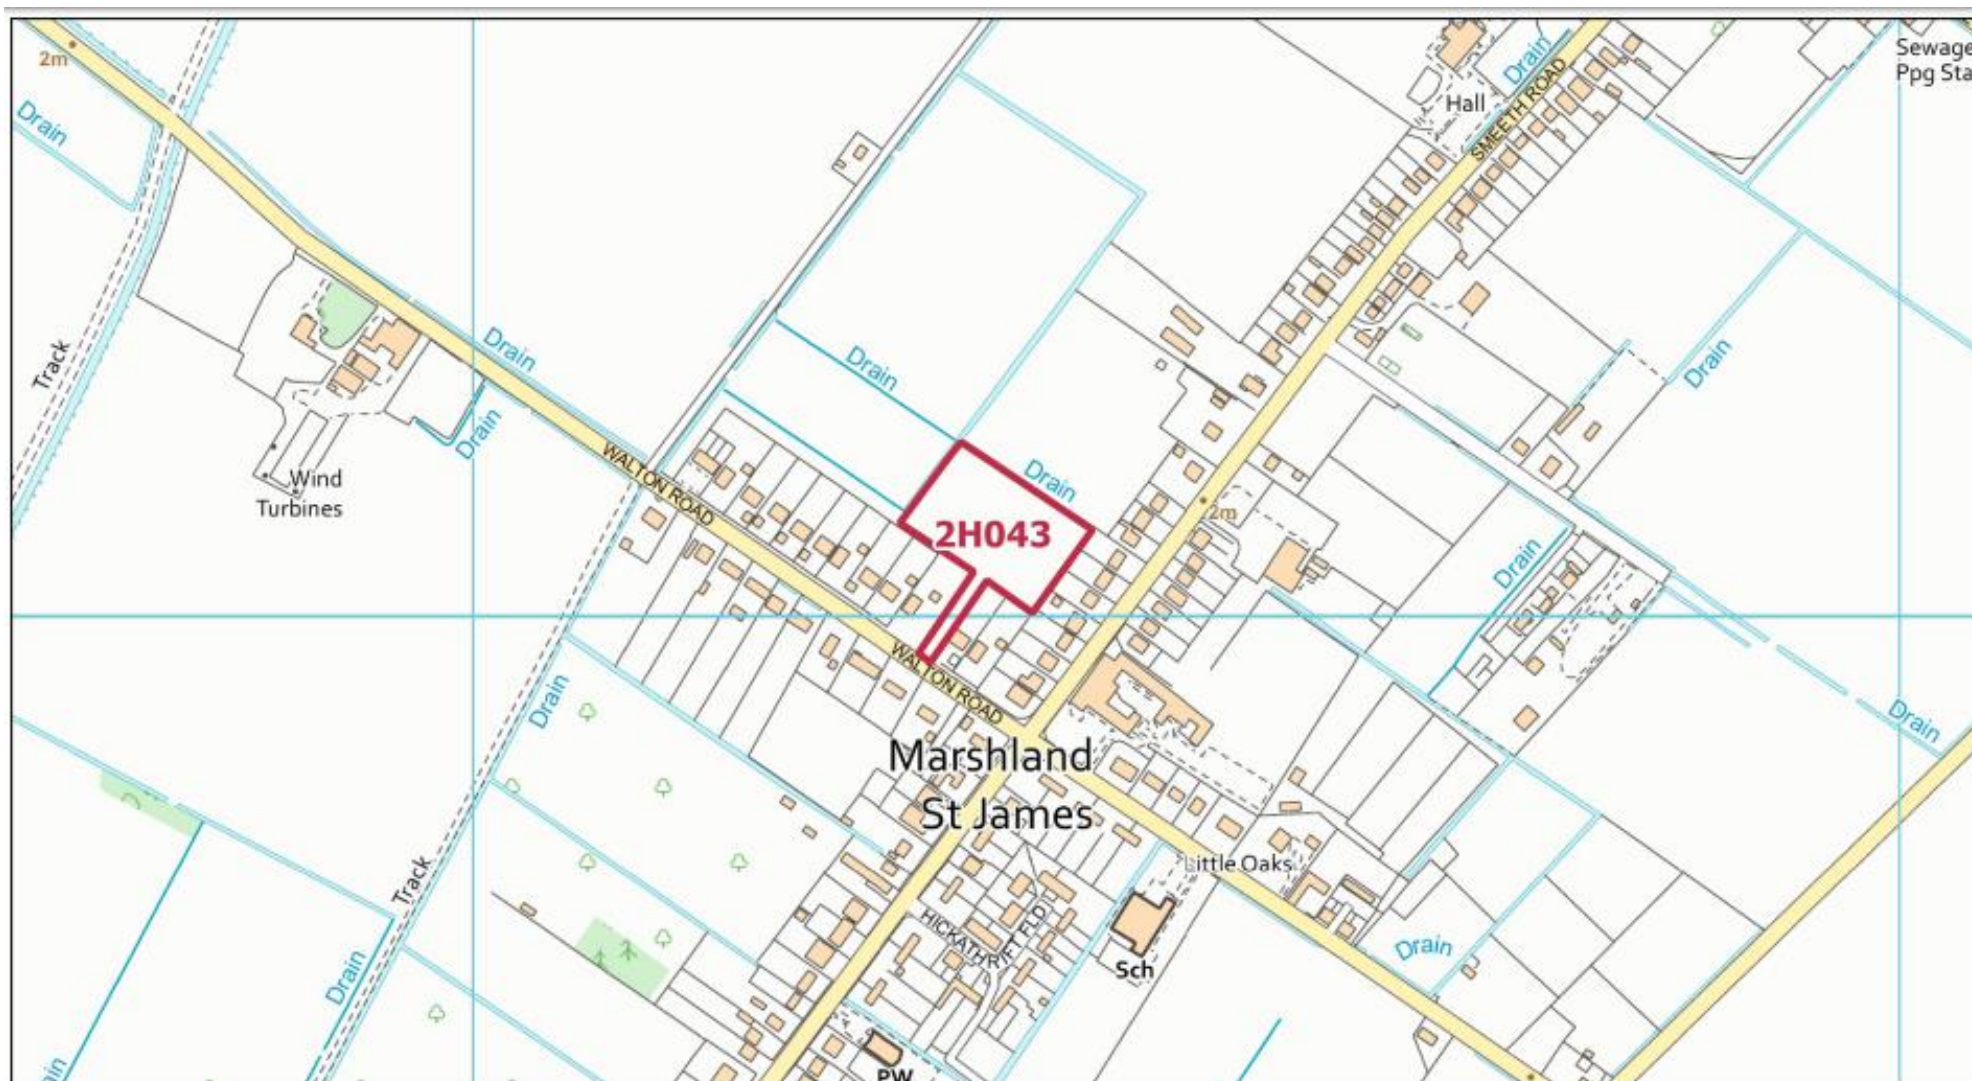 2m
Drain
Sewage
Ppg Sta
Drain
Hall
SMEETH ROAD
Track
Drain
Drain
Drain
Drain
WALTON ROAD
Drain
Wind
Turbines
2m
2H043
Drain
WALTON ROAD
Drain
Drain
Marshland
St James
Track
Little Oaks
HICKATHRIFT FLD
Drain
Sch
Drain
PW